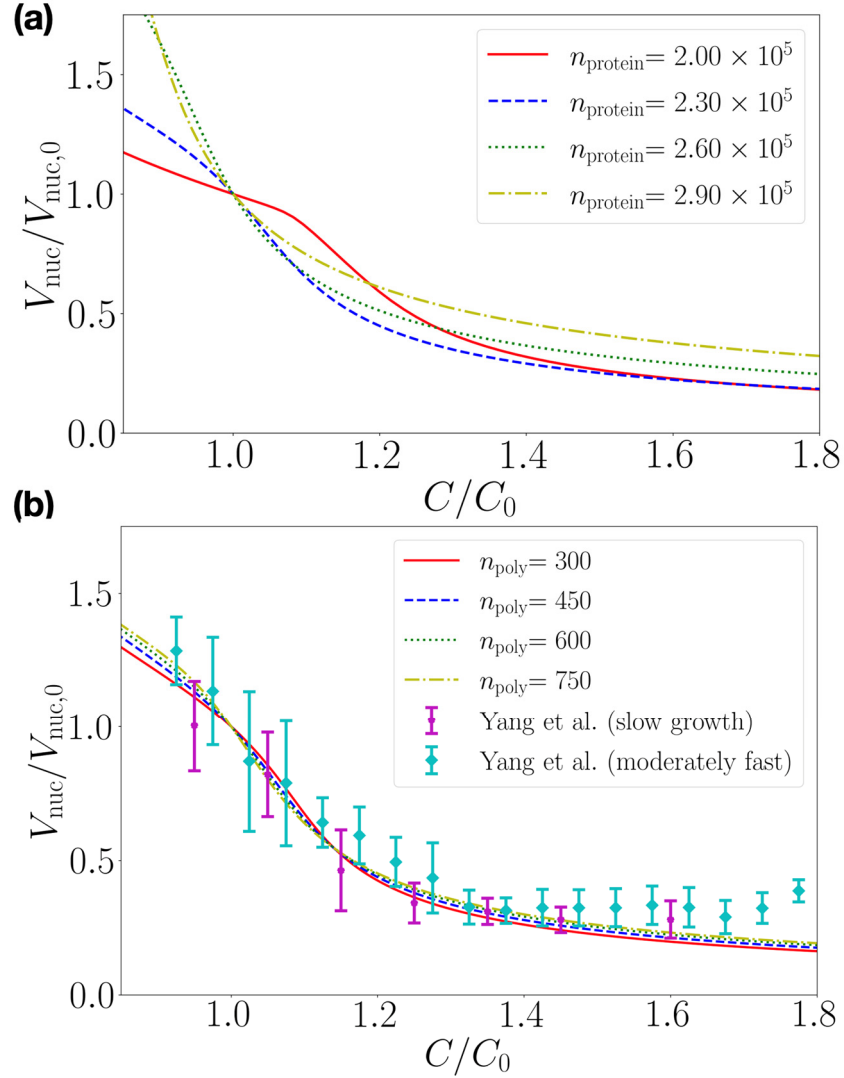 (a)
n_protein = 2.00 × 10^5
n_protein = 2.30 × 10^5
n_protein = 2.60 × 10^5
n_protein = 2.90 × 10^5
V_nuc/V_nuc,0
1.5
1.0
0.5
0.0
1.0 1.2 1.4 1.6 1.8
C/C_0
(b)
n_poly = 300
n_poly = 450
n_poly = 600
n_poly = 750
Yang et al. (slow growth)
Yang et al. (moderately fast)
V_nuc/V_nuc,0
1.5
1.0
0.5
0.0
1.0 1.2 1.4 1.6 1.8
C/C_0